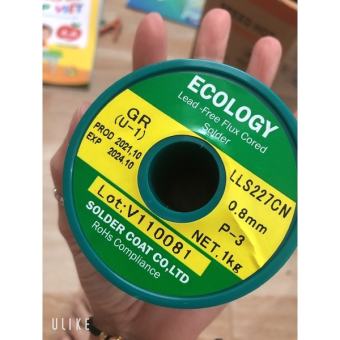 ECOLOGY
Lead -Free Flux Cored
Solder
GR
(U-1)
PROD 2021,10
EXP 2024.10
LLS227CN
0.8mm
P-3
NET.1kg
Lot:V110081
SOLDER COAT CO,LTD
RoHs Compliance
ULIKE